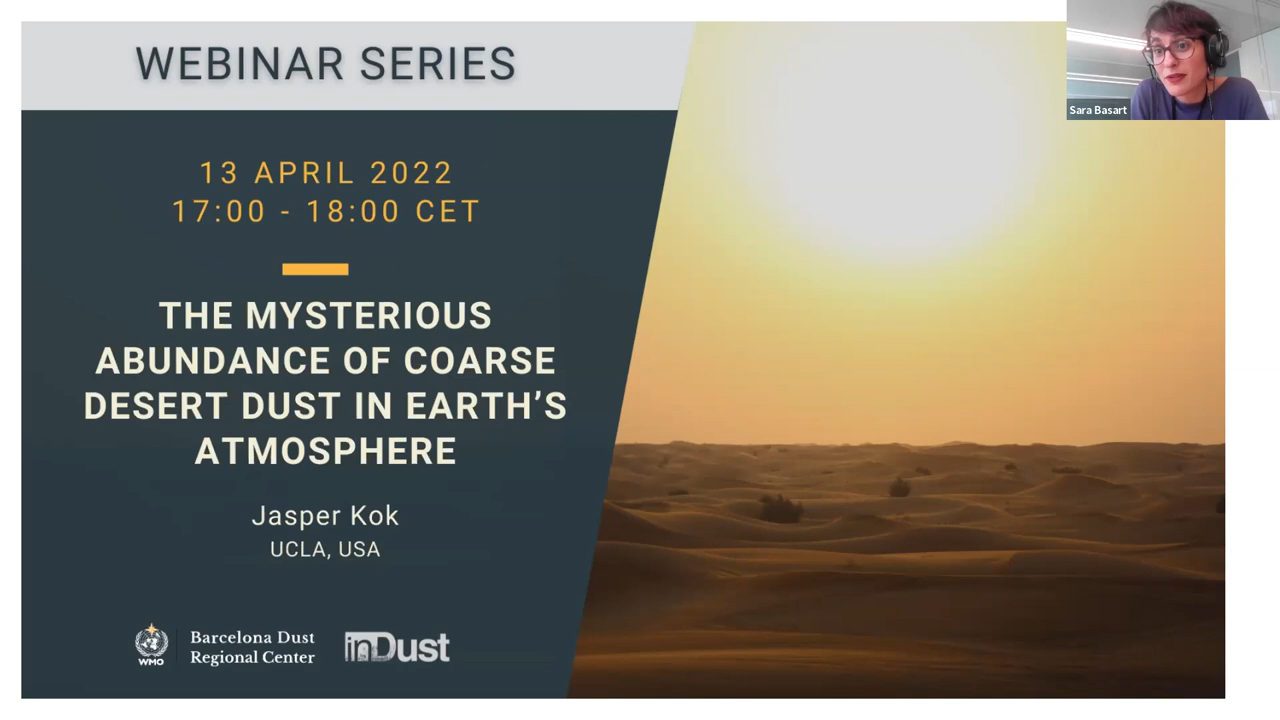 WEBINAR SERIES
13 APRIL 2022
17:00 - 18:00 CET
THE MYSTERIOUS
ABUNDANCE OF COARSE
DESERT DUST IN EARTH’S
ATMOSPHERE
Jasper Kok
UCLA, USA
WMO
Barcelona Dust
Regional Center
inDust
Sara Basart